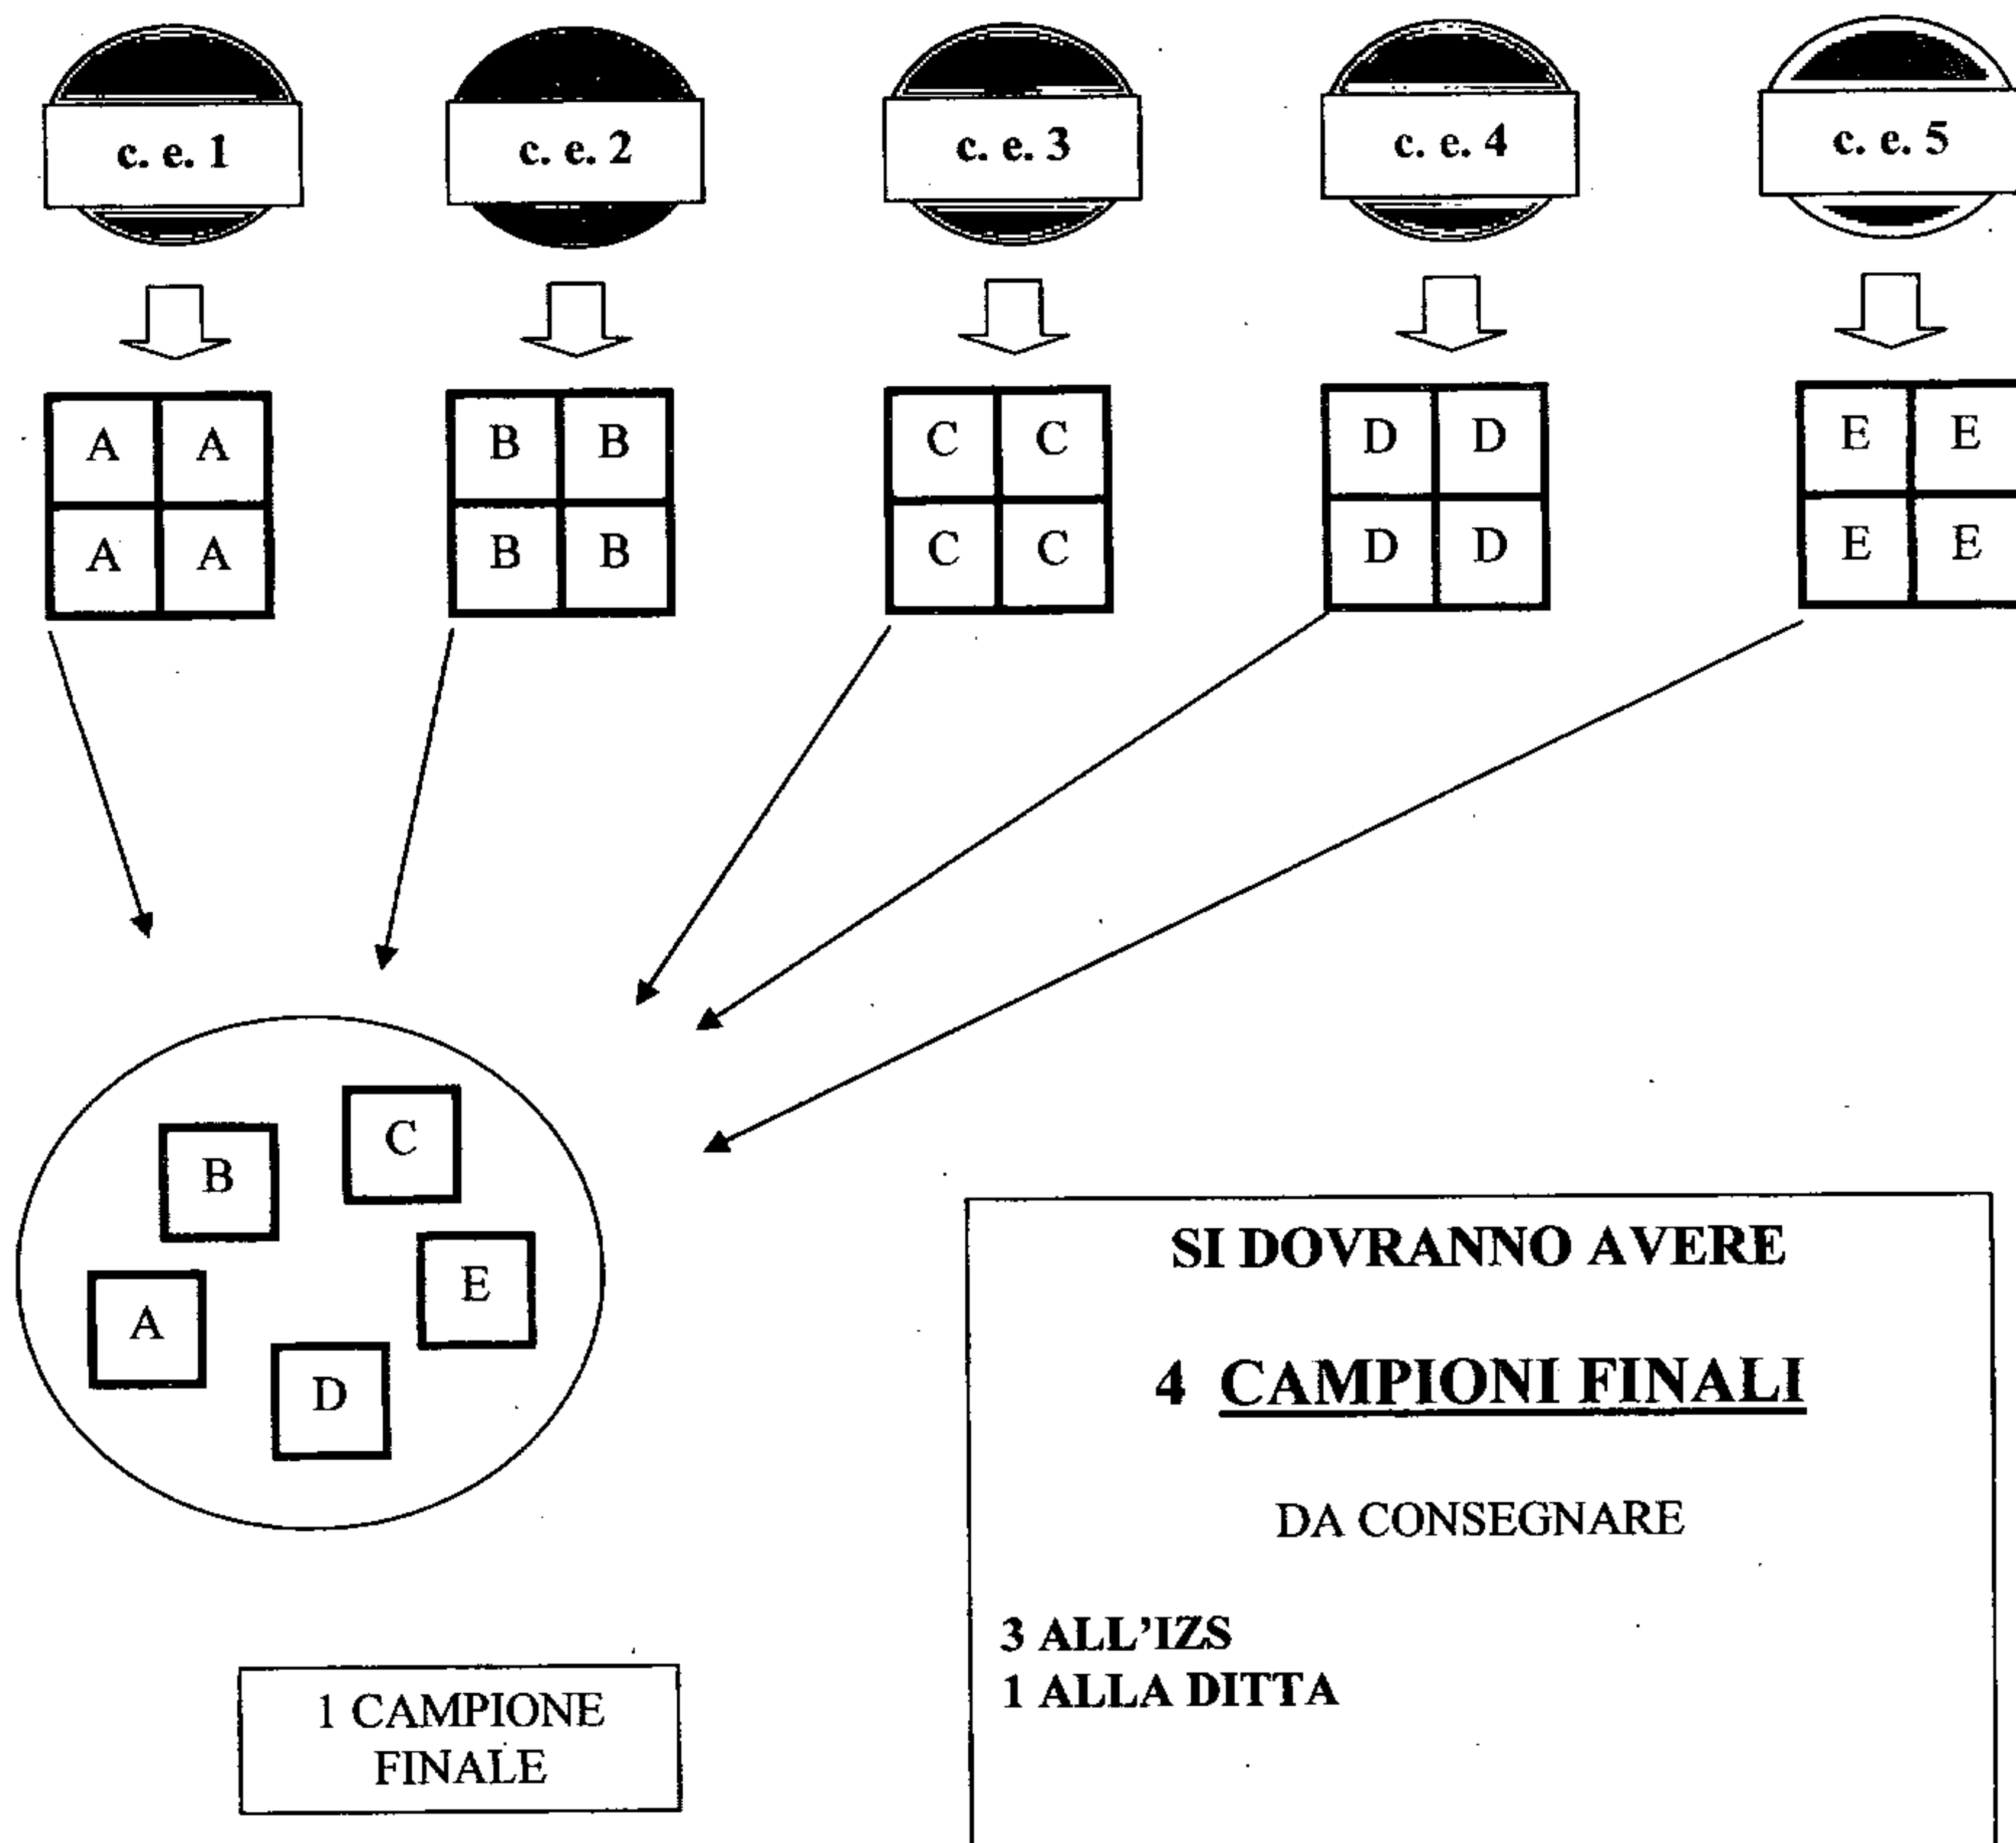 c. e. 1 c. e. 2 c. e. 3 c. e. 4 c. e. 5
A A B B C C D D E E
A A B B C C D D E E
C
B
E
A
D
SI DOVRANNO AVERE
4 CAMPIONI FINALI
DA CONSEGNARE
3 ALL'IZS
1 ALLA DITTA
1 CAMPIONE
FINALE